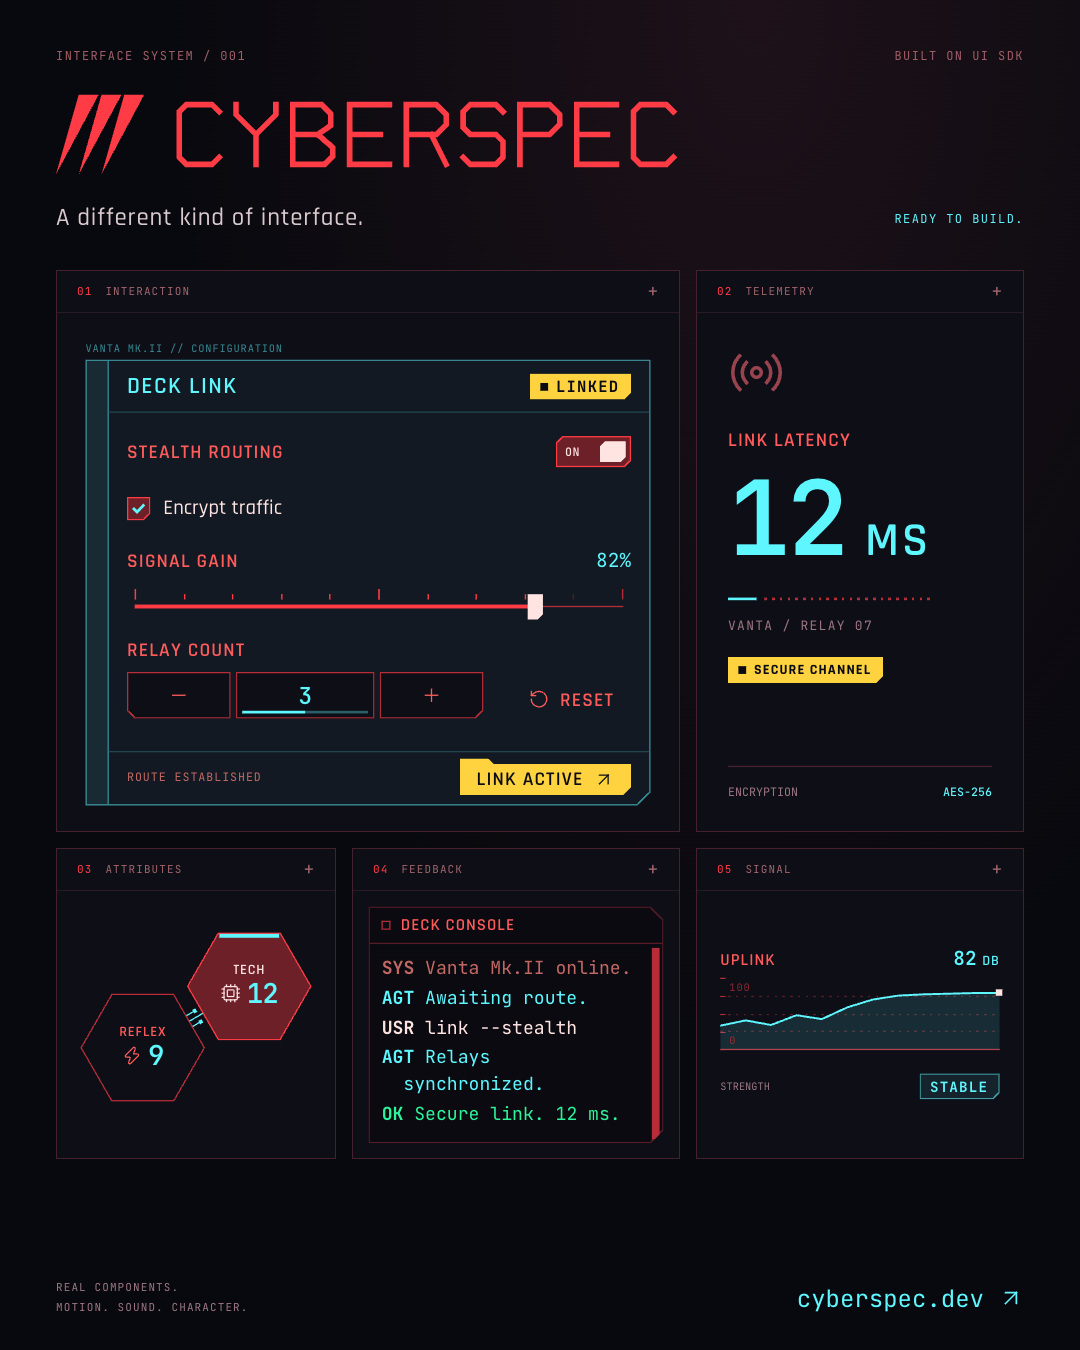 INTERFACE SYSTEM / 001
BUILT ON UI SDK
CYBERSPEC
A different kind of interface.
READY TO BUILD.
01 INTERACTION +
VANTA MK.II // CONFIGURATION
DECK LINK
LINKED
STEALTH ROUTING
ON
Encrypt traffic
SIGNAL GAIN 82%
RELAY COUNT
− 3 +
RESET
ROUTE ESTABLISHED
LINK ACTIVE
02 TELEMETRY +
LINK LATENCY
12 MS
VANTA / RELAY 07
SECURE CHANNEL
ENCRYPTION AES-256
03 ATTRIBUTES +
TECH
12
REFLEX
9
04 FEEDBACK +
DECK CONSOLE
SYS Vanta Mk.II online.
AGT Awaiting route.
USR link --stealth
AGT Relays
synchronized.
OK Secure link. 12 ms.
05 SIGNAL +
UPLINK 82 DB
100
0
STRENGTH STABLE
REAL COMPONENTS.
MOTION. SOUND. CHARACTER.
cyberspec.dev